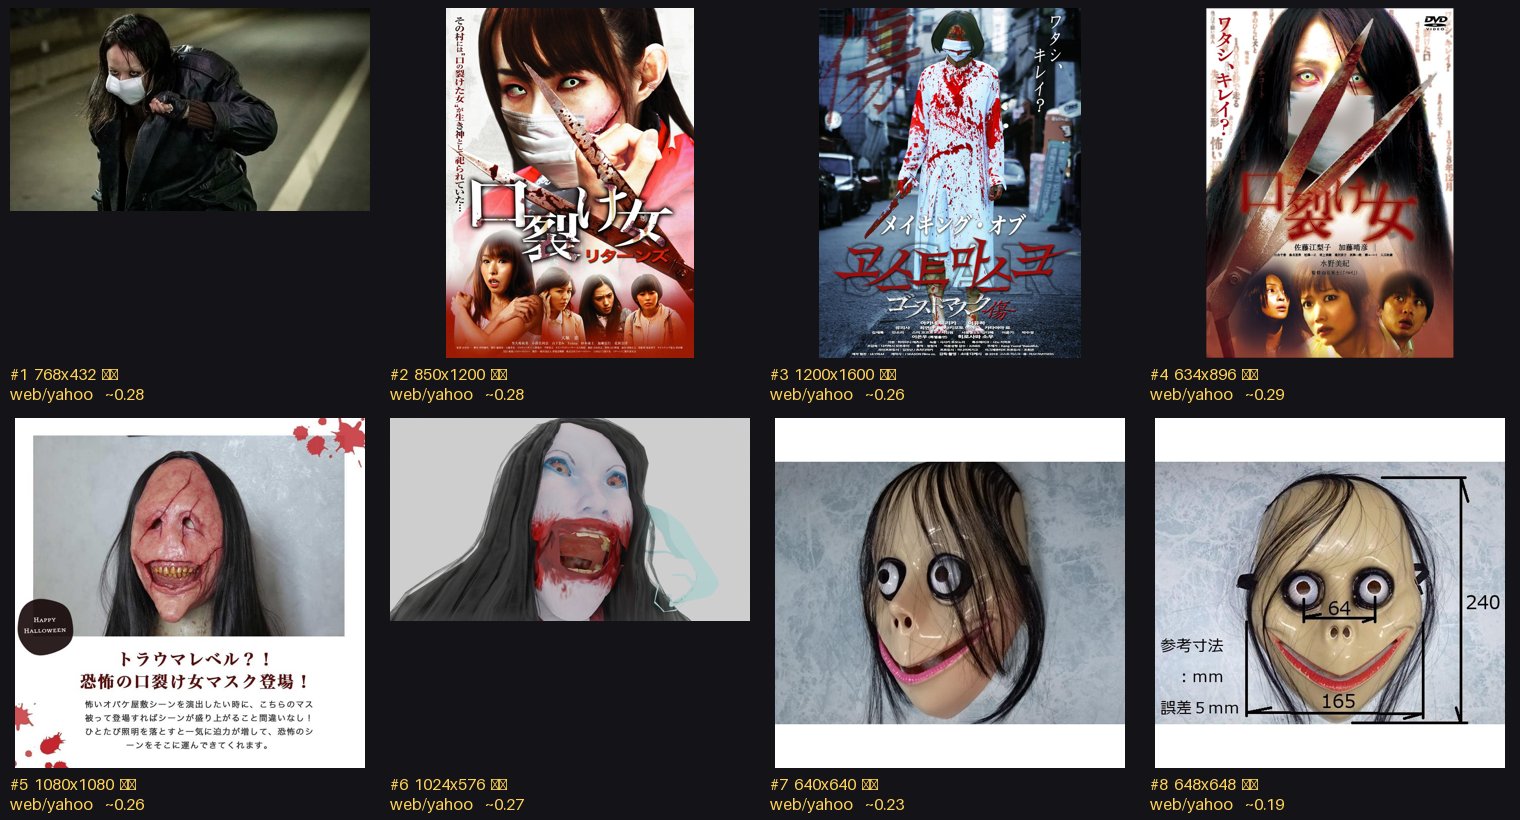 その村には、"口の裂けた女"が生き神として祀られていた…
口裂け女
リターンズ
傷
ワタシ、
キレイ?
メイキング・オブ
고스트 마스크
ゴーストマスク
傷
ワタシ、キレイ?
DVD
VIDEO
1978年12月
口裂け女
佐藤江梨子 加藤晴彦
水野美紀
#1 768x432
web/yahoo ~0.28
#2 850x1200
web/yahoo ~0.28
#3 1200x1600
web/yahoo ~0.26
#4 634x896
web/yahoo ~0.29
HAPPY
HALLOWEEN
トラウマレベル?!
恐怖の口裂け女マスク登場!
怖いオバケ屋敷シーンを演出したい時に、こちらのマス
被って登場すればシーンが盛り上がること間違いなし!
ひとたび照明を落とすと一気に迫力が増して、恐怖のシ
ーンをそこに運んできてくれます。
64
240
参考寸法
:mm
165
誤差5mm
#5 1080x1080
web/yahoo ~0.26
#6 1024x576
web/yahoo ~0.27
#7 640x640
web/yahoo ~0.23
#8 648x648
web/yahoo ~0.19